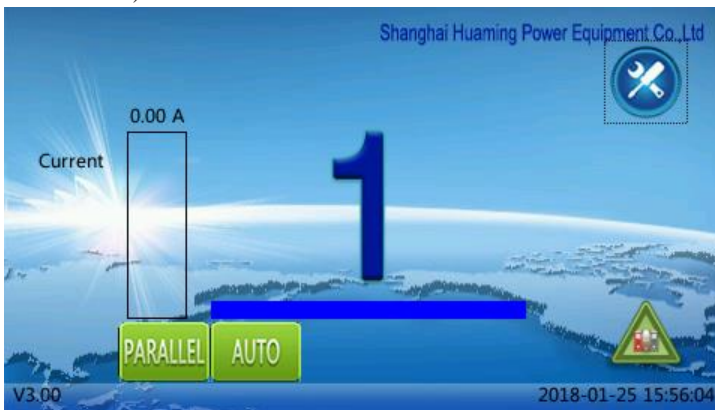 Shanghai Huaming Power Equipment Co.,Ltd
0.00 A
Current
1
PARALLEL
AUTO
V3.00
2018-01-25 15:56:04